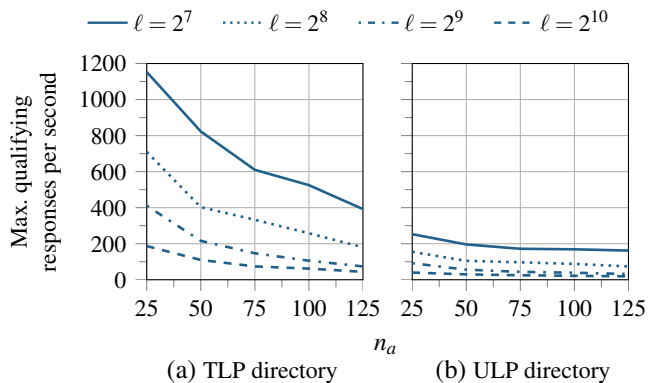 ℓ = 2^7 ℓ = 2^8 ℓ = 2^9 ℓ = 2^10
Max. qualifying
responses per second
1200
1000
800
600
400
200
0
25 50 75 100 125 25 50 75 100 125
n_a
(a) TLP directory (b) ULP directory